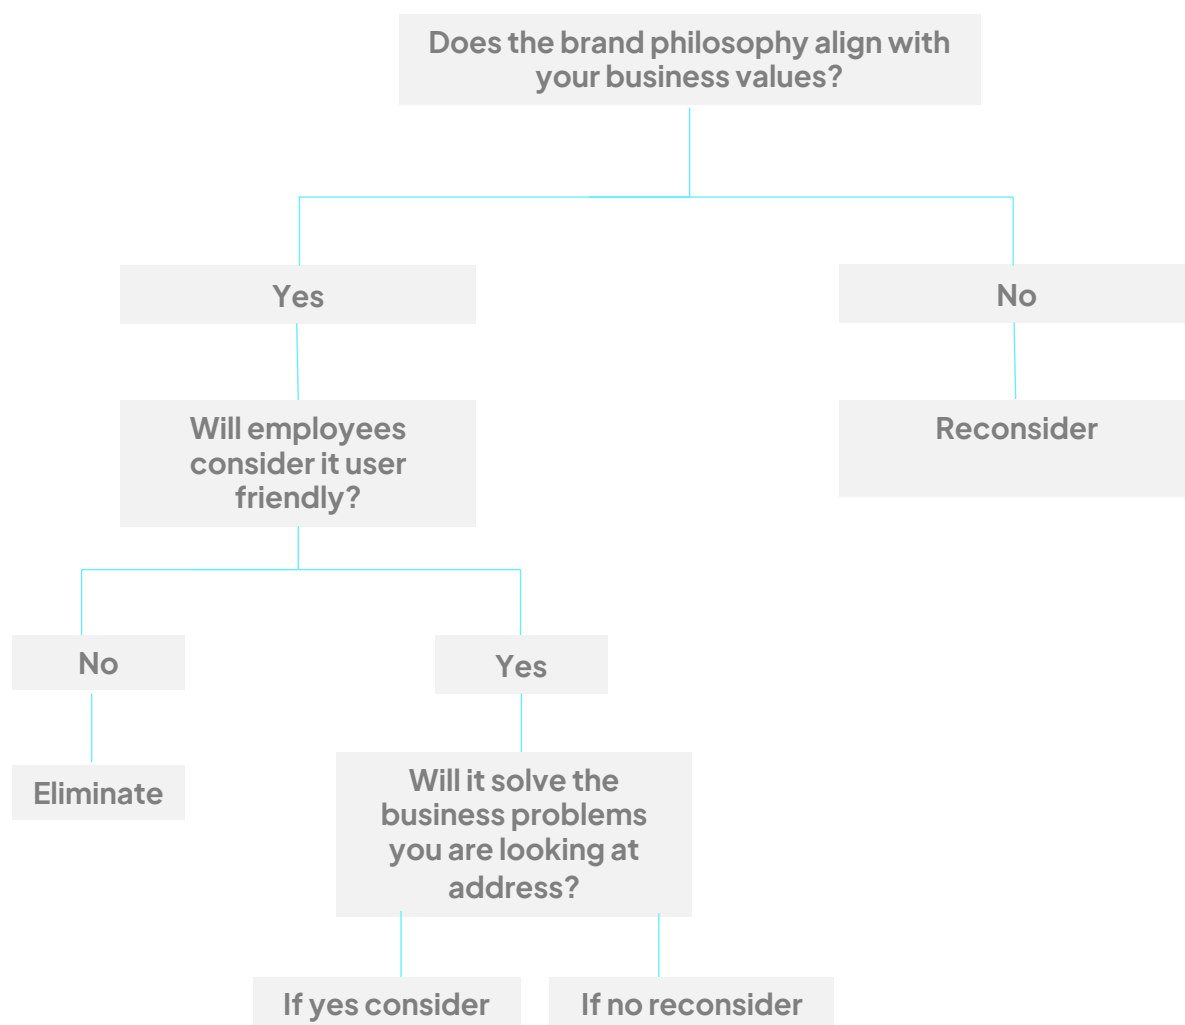 Does the brand philosophy align with
your business values?
Yes
No
Will employees
consider it user
friendly?
Reconsider
No
Yes
Eliminate
Will it solve the
business problems
you are looking at
address?
If yes consider
If no reconsider